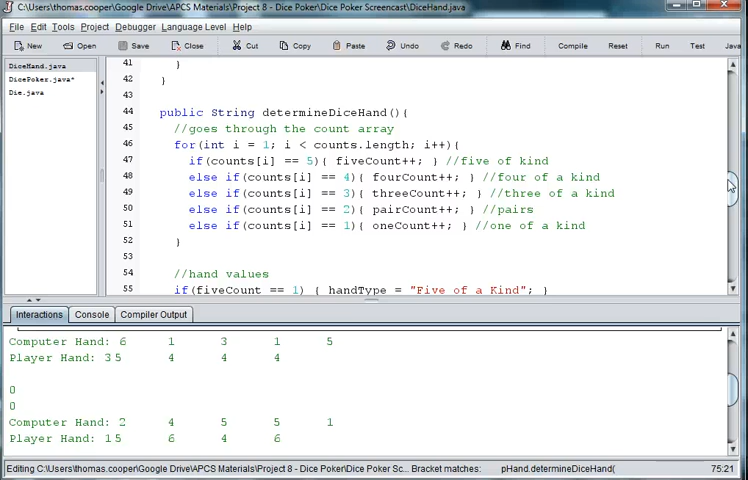 C:\Users\thomas.cooper\Google Drive\APCS Materials\Project 8 - Dice Poker\Dice Poker Screencast\DiceHand.java
File Edit Tools Project Debugger Language Level Help
New Open Save Close Cut Copy Paste Undo Redo Find Compile Reset Run Test Java
DiceHand.java
DicePoker.java*
Die.java
41 }
42 }
43
44 public String determineDiceHand(){
45 //goes through the count array
46 for(int i = 1; i < counts.length; i++){
47 if(counts[i] == 5){ fiveCount++; } //five of kind
48 else if(counts[i] == 4){ fourCount++; } //four of a kind
49 else if(counts[i] == 3){ threeCount++; } //three of a kind
50 else if(counts[i] == 2){ pairCount++; } //pairs
51 else if(counts[i] == 1){ oneCount++; } //one of a kind
52 }
53
54 //hand values
55 if(fiveCount == 1) { handType = "Five of a Kind"; }
Interactions Console Compiler Output
Computer Hand: 6 1 3 1 5
Player Hand: 3 5 4 4 4
0
0
Computer Hand: 2 4 5 5 1
Player Hand: 1 5 6 4 6
Editing C:\Users\thomas.cooper\Google Drive\APCS Materials\Project 8 - Dice Poker\Dice Poker Sc... Bracket matches: pHand.determineDiceHand( 75:21